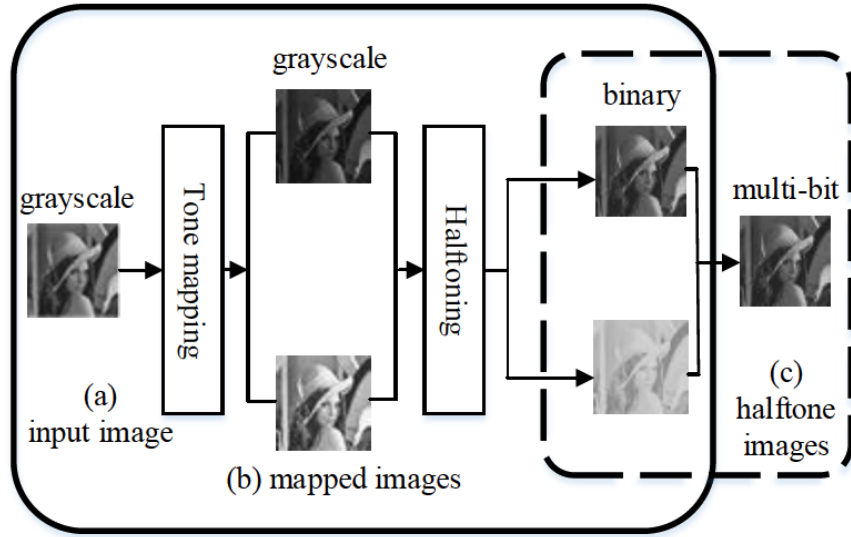 grayscale
(a)
input image
Tone mapping
grayscale
(b) mapped images
Halftoning
binary
multi-bit
(c)
halftone
images